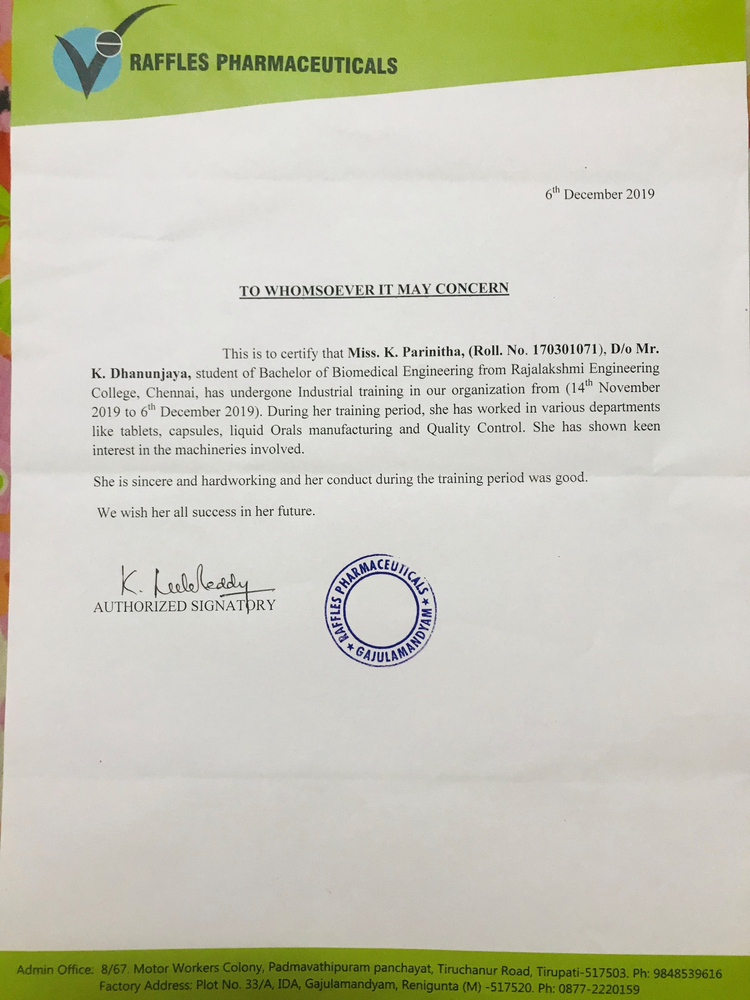 RAFFLES PHARMACEUTICALS
6th December 2019
TO WHOMSOEVER IT MAY CONCERN
This is to certify that Miss. K. Parinitha, (Roll. No. 170301071), D/o Mr.
K. Dhanunjaya, student of Bachelor of Biomedical Engineering from Rajalakshmi Engineering
College, Chennai, has undergone Industrial training in our organization from (14th November
2019 to 6th December 2019). During her training period, she has worked in various departments
like tablets, capsules, liquid Orals manufacturing and Quality Control. She has shown keen
interest in the machineries involved.
She is sincere and hardworking and her conduct during the training period was good.
We wish her all success in her future.
K.
AUTHORIZED SIGNATORY
RAFFLES PHARMACEUTICALS ★ GAJULAMANDYAM ★
Admin Office: 8/67. Motor Workers Colony, Padmavathipuram panchayat, Tiruchanur Road, Tirupati-517503. Ph: 9848539616
Factory Address: Plot No. 33/A, IDA, Gajulamandyam, Renigunta (M) -517520. Ph: 0877-2220159